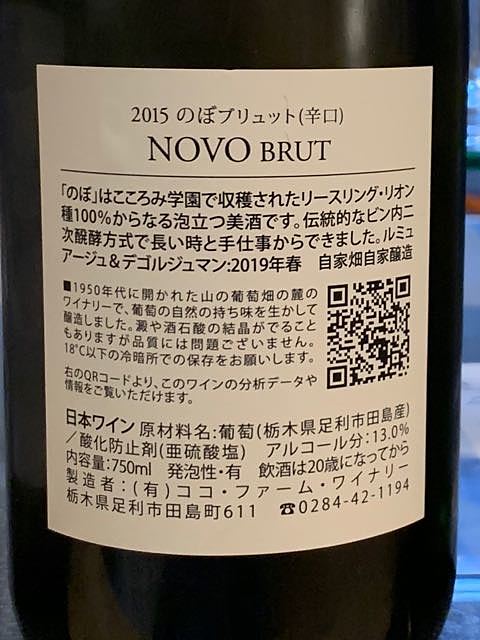 2015 のぼブリュット(辛口)
NOVO BRUT
「のぼ」はこころみ学園で収穫されたリースリング・リオン
種100%からなる泡立つ美酒です。伝統的なビン内二
次醗酵方式で長い時と手仕事からできました。ルミュ
アージュ&デゴルジュマン:2019年春 自家畑自家醸造
■1950年代に開かれた山の葡萄畑の麓の
ワイナリーで、葡萄の自然の持ち味を生かして
醸造しました。澱や酒石酸の結晶がでること
もありますが品質には問題ございません。
18℃以下の冷暗所での保存をお願いします。
右のQRコードより、このワインの分析データや
情報をご覧いただけます。
日本ワイン 原材料名:葡萄(栃木県足利市田島産)
/酸化防止剤(亜硫酸塩) アルコール分:13.0%
内容量:750ml 発泡性・有 飲酒は20歳になってから
製造者:(有)ココ・ファーム・ワイナリー
栃木県足利市田島町611 ☎0284-42-1194